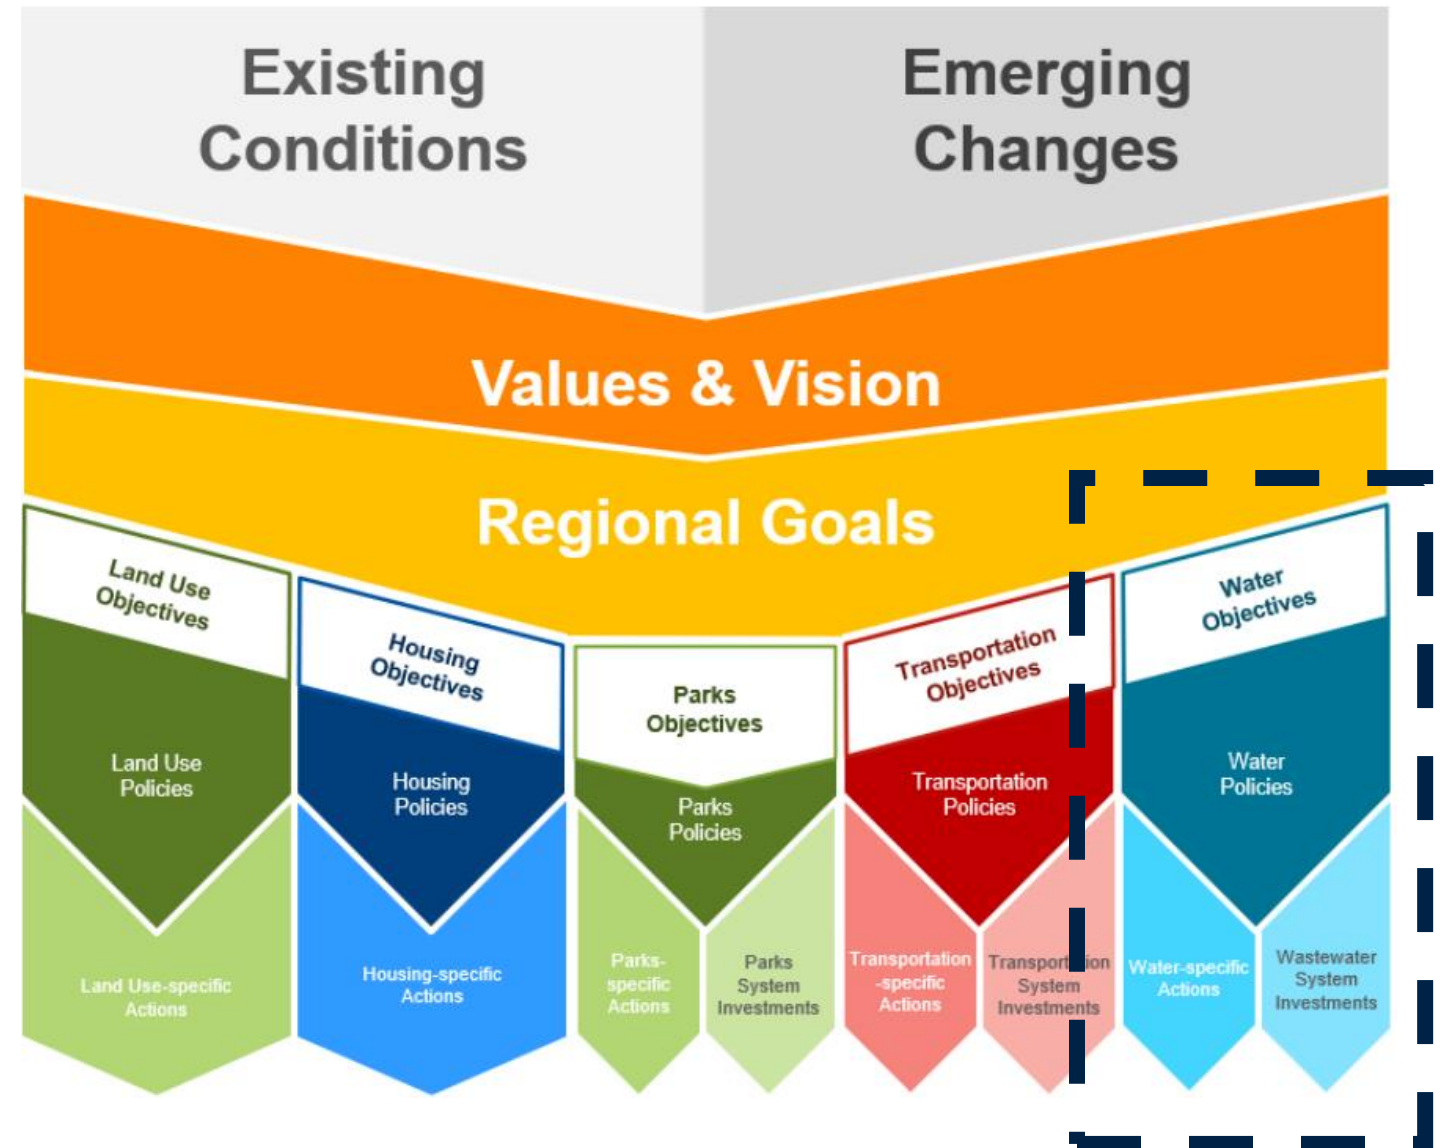 Existing
Conditions
Emerging
Changes
Values & Vision
Regional Goals
Land Use
Objectives
Housing
Objectives
Parks
Objectives
Transportation
Objectives
Water
Objectives
Land Use
Policies
Housing
Policies
Parks
Policies
Transportation
Policies
Water
Policies
Land Use-specific
Actions
Housing-specific
Actions
Parks-
specific
Actions
Parks
System
Investments
Transportation
-specific
Actions
Transportation
System
Investments
Water-specific
Actions
Wastewater
System
Investments